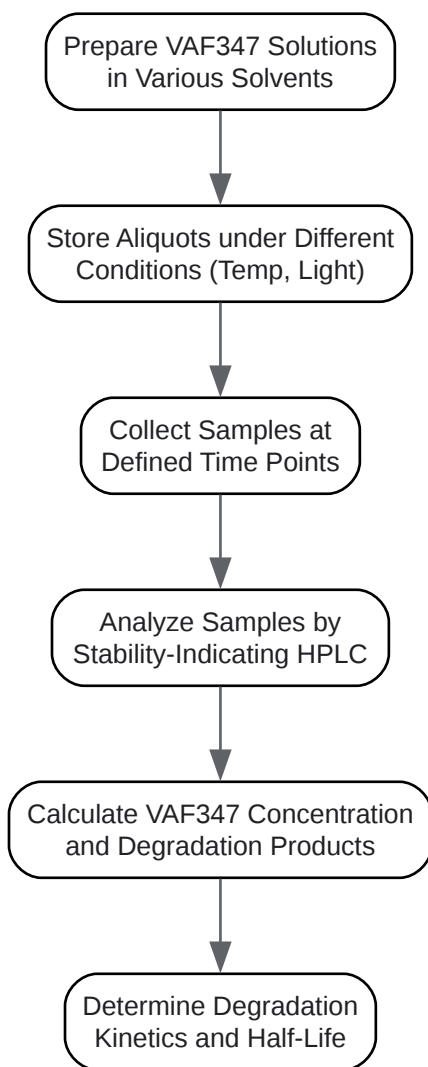 Prepare VAF347 Solutions
in Various Solvents
Store Aliquots under Different
Conditions (Temp, Light)
Collect Samples at
Defined Time Points
Analyze Samples by
Stability-Indicating HPLC
Calculate VAF347 Concentration
and Degradation Products
Determine Degradation
Kinetics and Half-Life